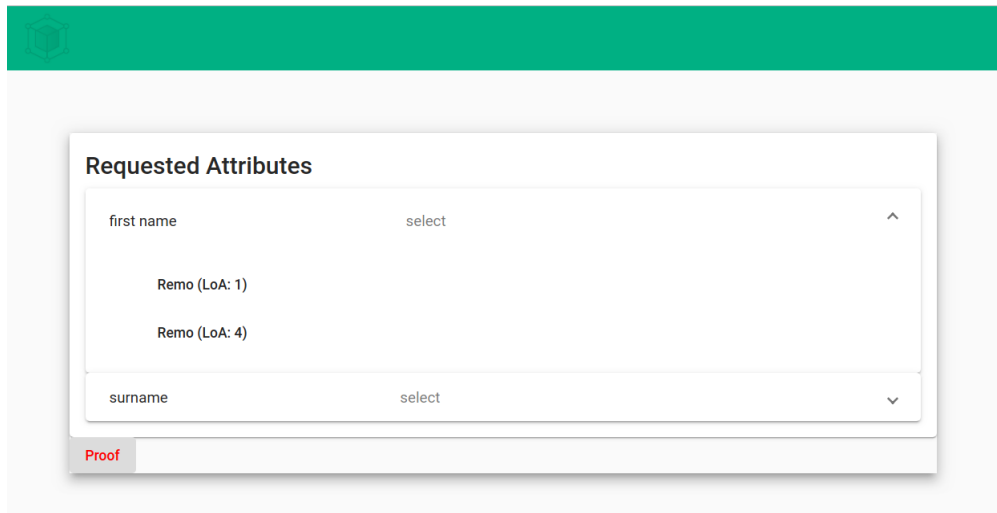 Requested Attributes
first name select
Remo (LoA: 1)
Remo (LoA: 4)
surname select
Proof